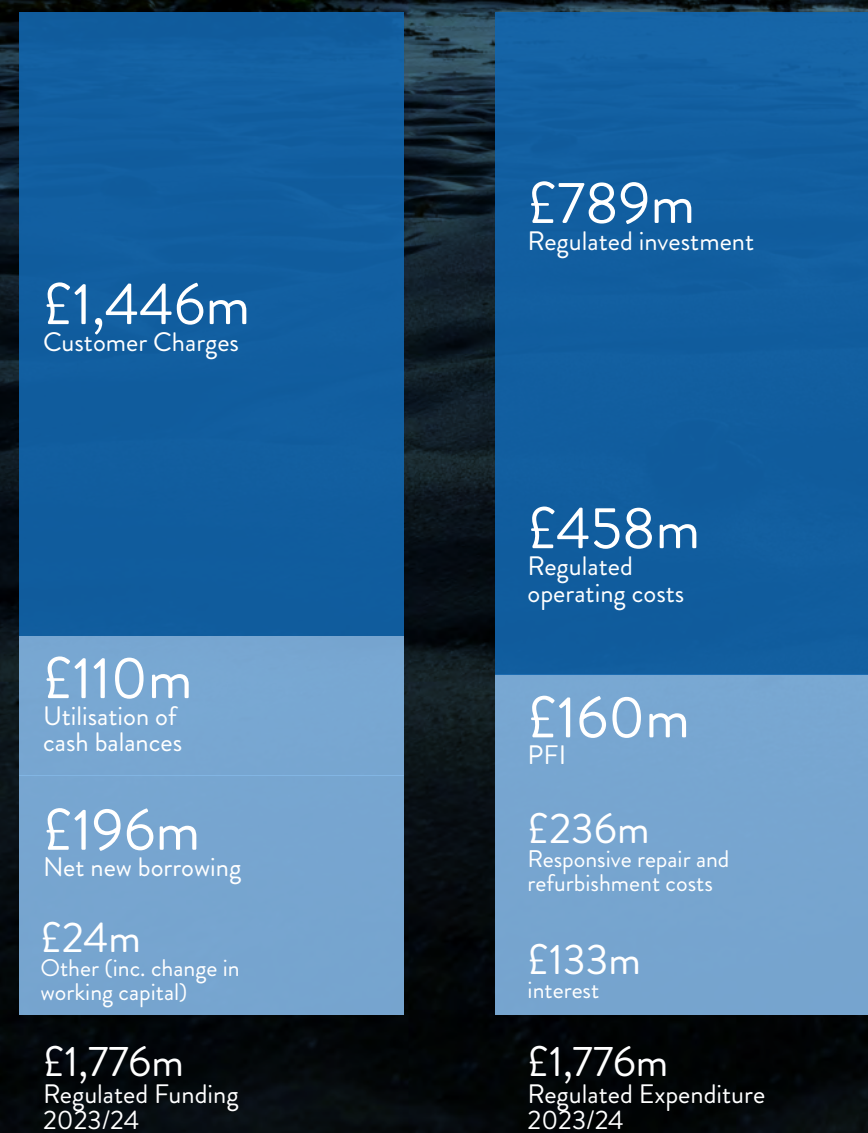 £1,446m
Customer Charges
£110m
Utilisation of
cash balances
£196m
Net new borrowing
£24m
Other (inc. change in
working capital)
£1,776m
Regulated Funding
2023/24
£789m
Regulated investment
£458m
Regulated
operating costs
£160m
PFI
£236m
Responsive repair and
refurbishment costs
£133m
interest
£1,776m
Regulated Expenditure
2023/24